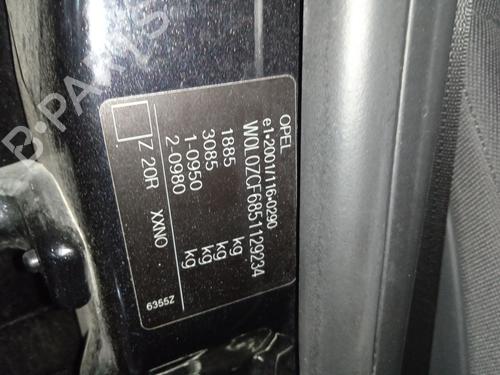 OPEL
e1*2001/116*0290
W0L0ZCF6851129234
1885 kg
3085 kg
1-0950 kg
2-0980 kg
Z 20R XXNO
6355Z
B-PARTS